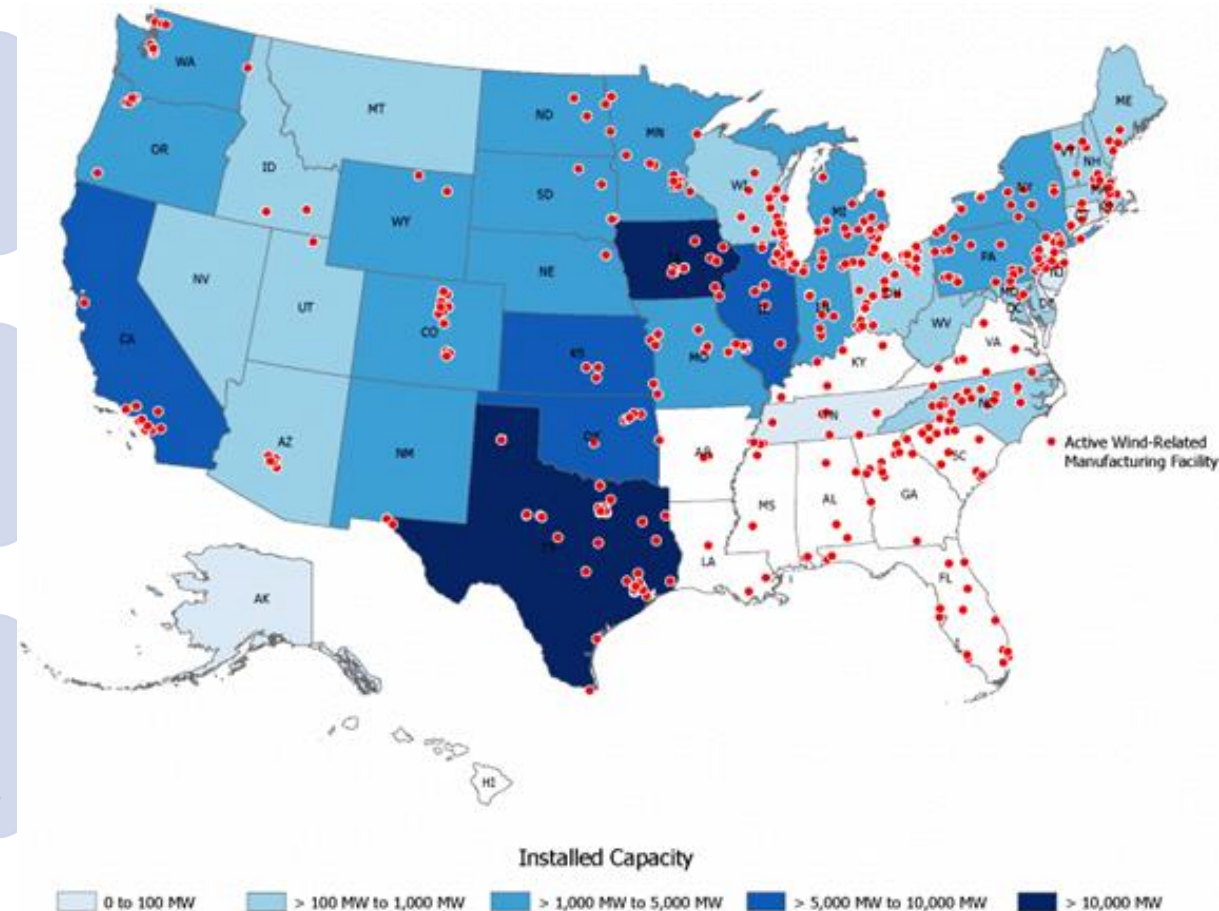 WA
MT
ND
MN
ME
OR
ID
SD
WI
VT
NH
NY
MI
WY
NE
PA
NV
UT
CO
IL
IN
OH
WV
VA
CA
KS
MO
KY
AZ
NM
OK
AR
TN
NC
SC
MS
AL
GA
LA
FL
AK
HI
Active Wind-Related
Manufacturing Facility
Installed Capacity
0 to 100 MW
> 100 MW to 1,000 MW
> 1,000 MW to 5,000 MW
> 5,000 MW to 10,000 MW
> 10,000 MW